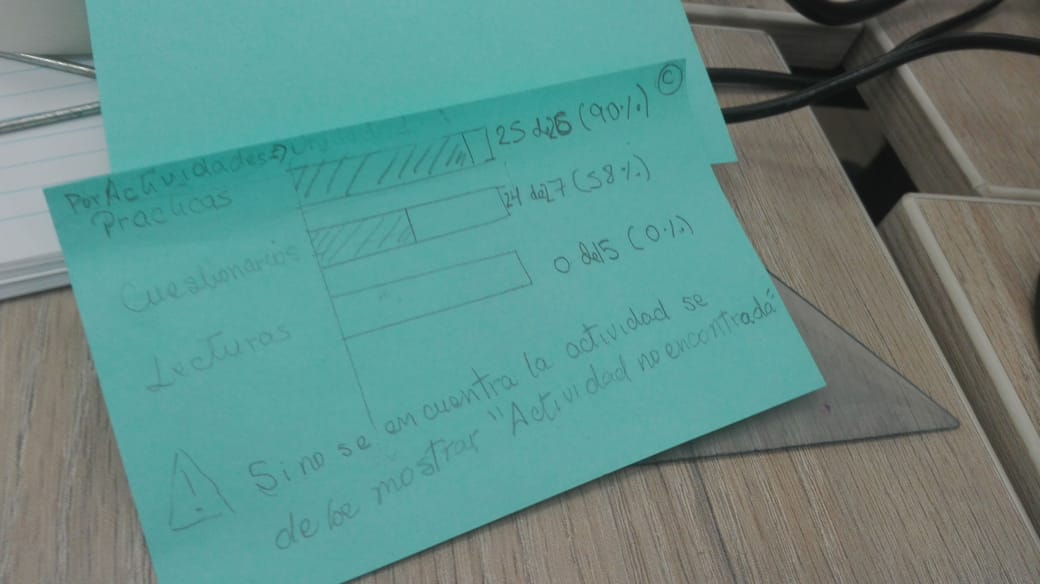 ©
Por Actividades
Practicas
25 de 26 (90%)
Cuestionarios
24 de 27 (58%)
Lecturas
0 de 15 (0%)
! Si no se encuentra la actividad se
debe mostrar "Actividad no encontrada"